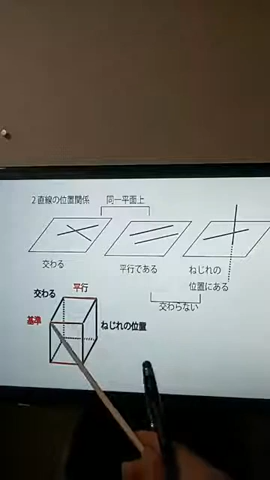 2直線の位置関係
同一平面上
交わる
平行である
ねじれの
位置にある
交わらない
交わる
平行
基準
ねじれの位置